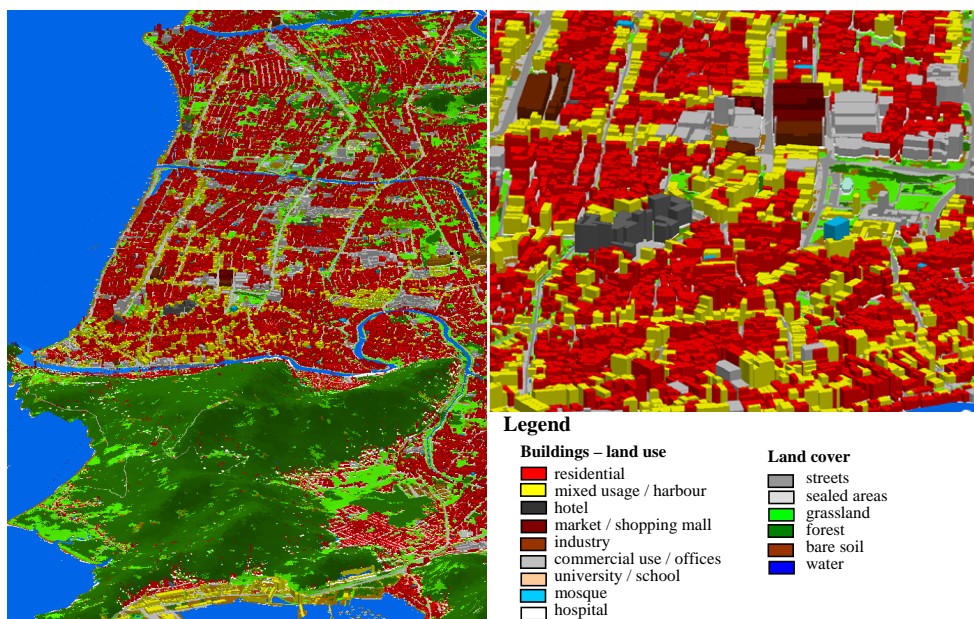 Legend
Buildings – land use
residential
mixed usage / harbour
hotel
market / shopping mall
industry
commercial use / offices
university / school
mosque
hospital
Land cover
streets
sealed areas
grassland
forest
bare soil
water